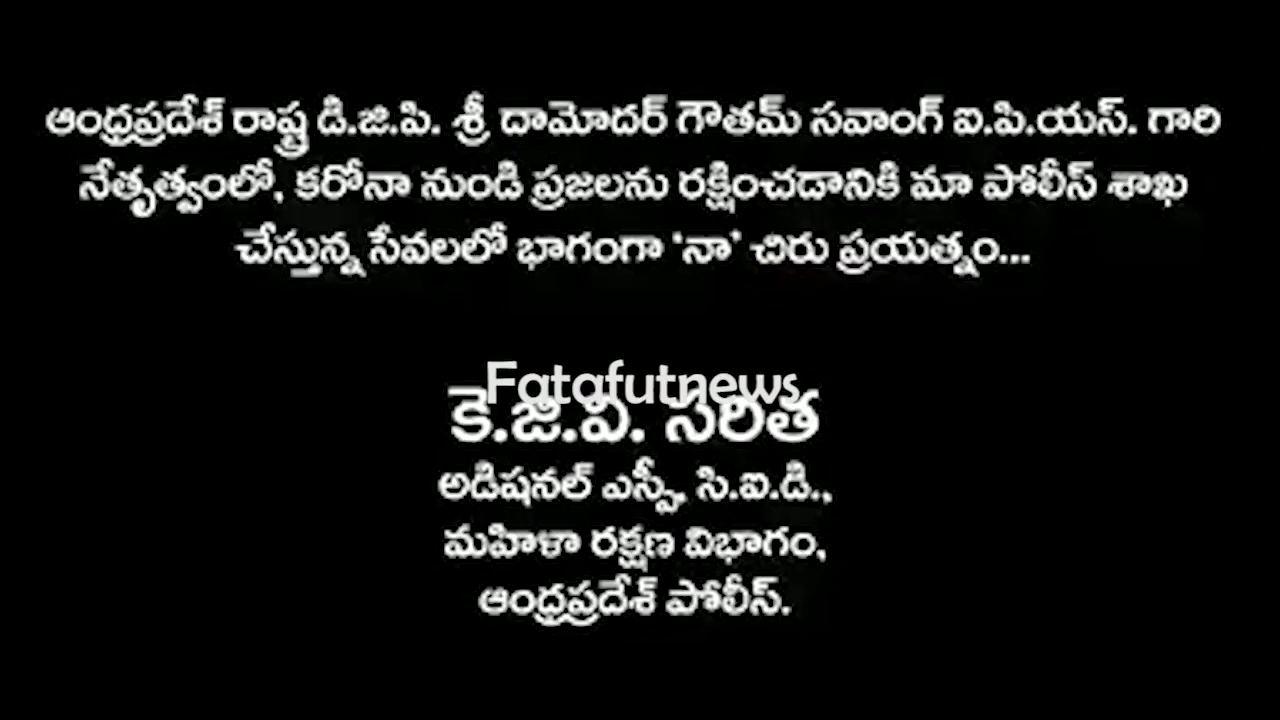 ఆంధ్రప్రదేశ్ రాష్ట్ర డి.జి.పి. శ్రీ దామోదర్ గౌతమ్ సవాంగ్ ఐ.పి.యస్. గారి
నేతృత్వంలో, కరోనా నుండి ప్రజలను రక్షించడానికి మా పోలీస్ శాఖ
చేస్తున్న సేవలలో భాగంగా ‘నా’ చిరు ప్రయత్నం...
Fatafutnews
కె.జి.వి. సరిత
అడిషనల్ ఎస్పీ, సి.ఐ.డి.,
మహిళా రక్షణ విభాగం,
ఆంధ్రప్రదేశ్ పోలీస్.